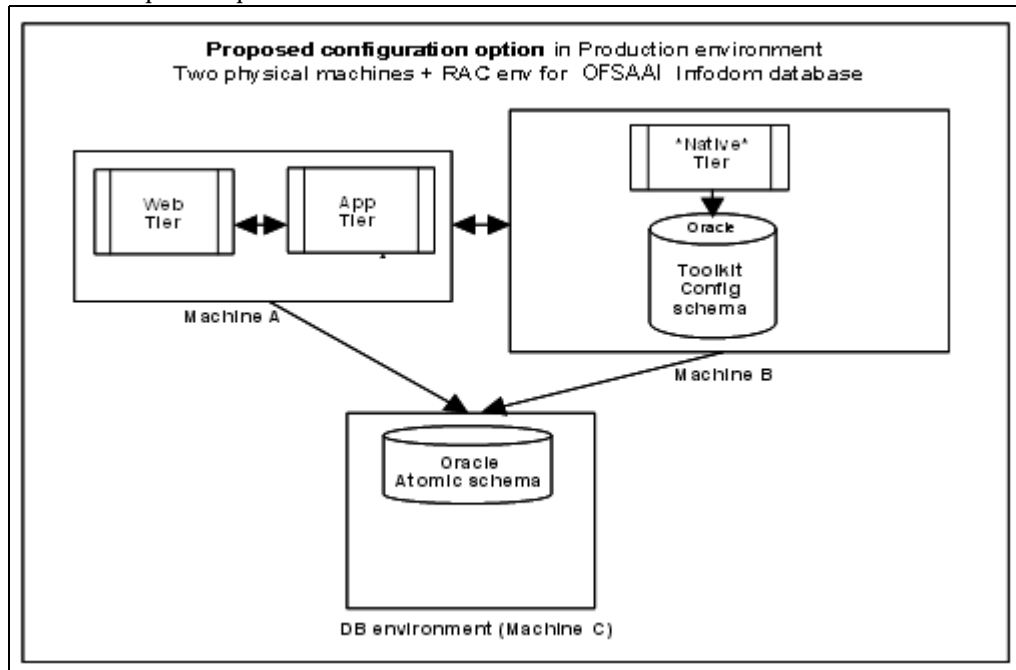 Proposed configuration option in Production environment
Two physical machines + RAC env for OFSAAI Infodom database
*Native*
Tier
Web
Tier
App
Tier
Oracle
Toolkit
Config
schema
Machine A
Machine B
Oracle
Atomic schema
DB environment (Machine C)